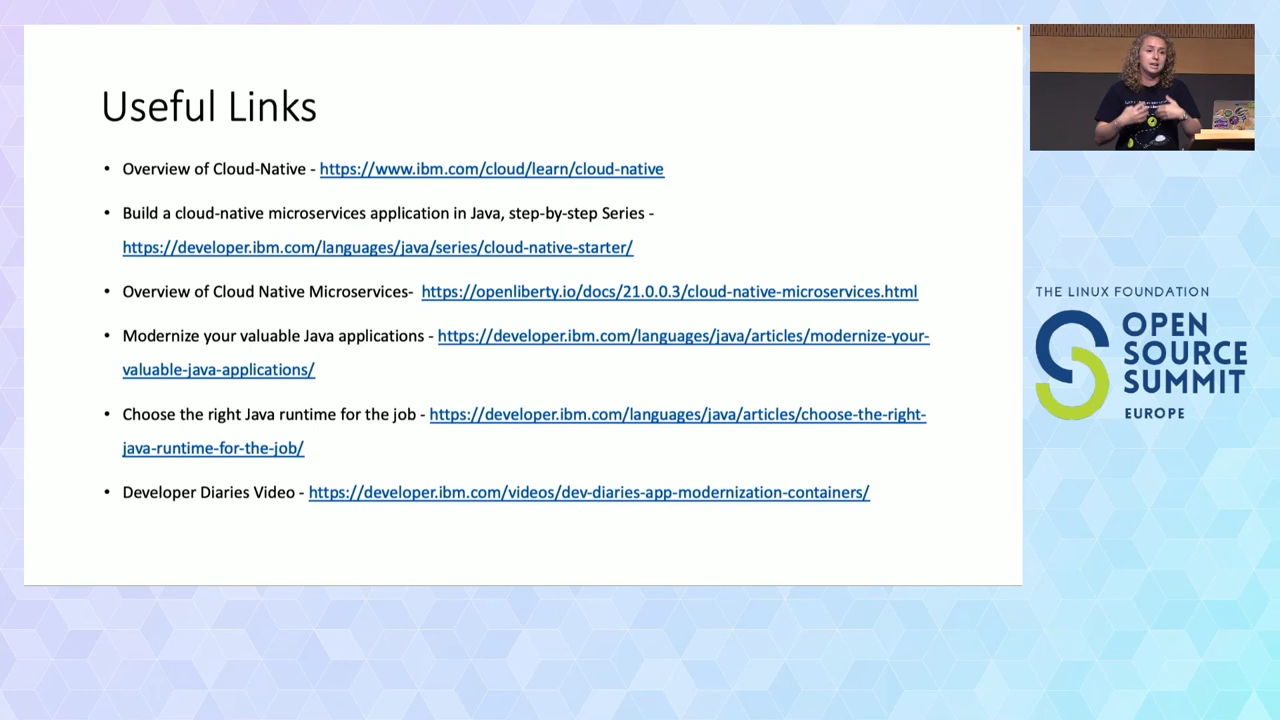 Useful Links
• Overview of Cloud-Native - https://www.ibm.com/cloud/learn/cloud-native
• Build a cloud-native microservices application in Java, step-by-step Series -
https://developer.ibm.com/languages/java/series/cloud-native-starter/
• Overview of Cloud Native Microservices- https://openliberty.io/docs/21.0.0.3/cloud-native-microservices.html
• Modernize your valuable Java applications - https://developer.ibm.com/languages/java/articles/modernize-your-
valuable-java-applications/
• Choose the right Java runtime for the job - https://developer.ibm.com/languages/java/articles/choose-the-right-
java-runtime-for-the-job/
• Developer Diaries Video - https://developer.ibm.com/videos/dev-diaries-app-modernization-containers/
THE LINUX FOUNDATION
OPEN
SOURCE
SUMMIT
EUROPE